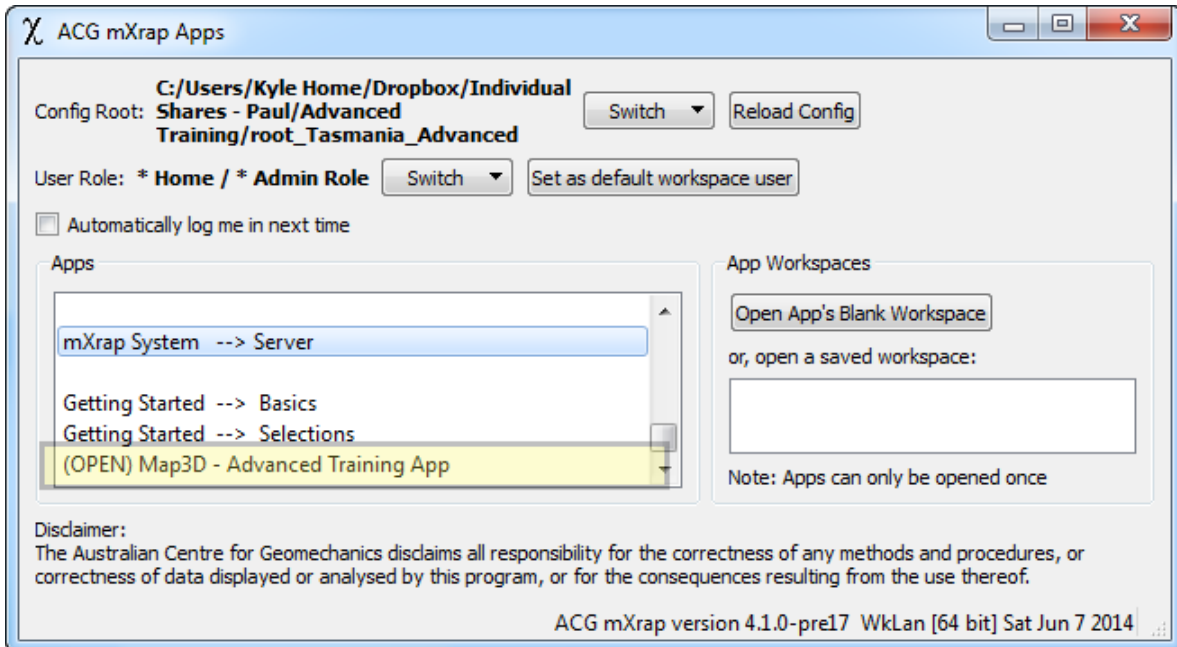 ACG mXrap Apps
C:/Users/Kyle Home/Dropbox/Individual
Config Root: Shares - Paul/Advanced
Training/root_Tasmania_Advanced
Switch
Reload Config
User Role: * Home / * Admin Role
Switch
Set as default workspace user
Automatically log me in next time
Apps
mXrap System --> Server
Getting Started --> Basics
Getting Started --> Selections
(OPEN) Map3D - Advanced Training App
App Workspaces
Open App's Blank Workspace
or, open a saved workspace:
Note: Apps can only be opened once
Disclaimer:
The Australian Centre for Geomechanics disclaims all responsibility for the correctness of any methods and procedures, or
correctness of data displayed or analysed by this program, or for the consequences resulting from the use thereof.
ACG mXrap version 4.1.0-pre17 WkLan [64 bit] Sat Jun 7 2014